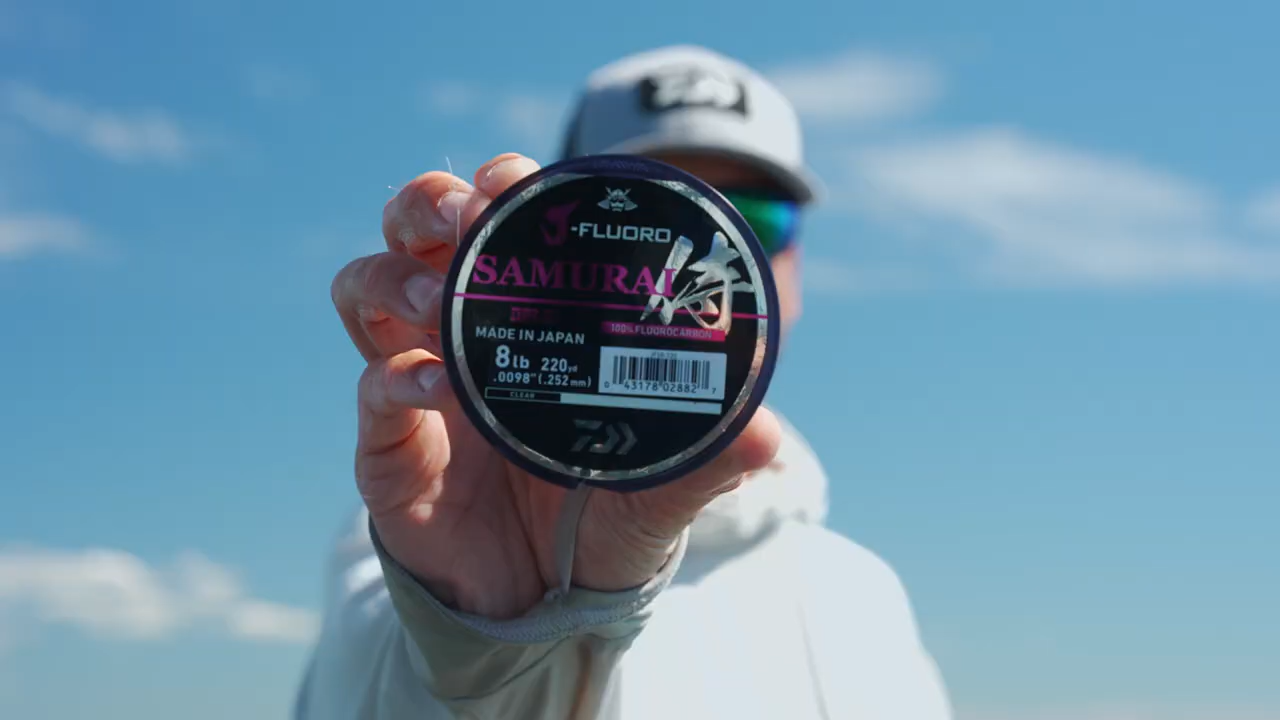 J-FLUORO
SAMURAI 侍
MADE IN JAPAN
100% FLUOROCARBON
8lb 220yd
.0098" (.252mm)
0 43178 02882 7
CLEAR